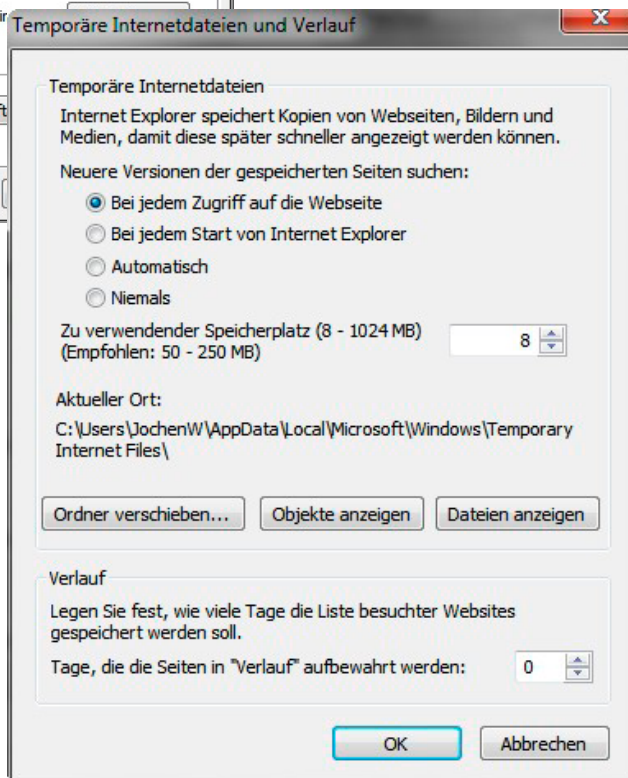 Temporäre Internetdateien und Verlauf
Temporäre Internetdateien
Internet Explorer speichert Kopien von Webseiten, Bildern und
Medien, damit diese später schneller angezeigt werden können.
Neuere Versionen der gespeicherten Seiten suchen:
Bei jedem Zugriff auf die Webseite
Bei jedem Start von Internet Explorer
Automatisch
Niemals
Zu verwendender Speicherplatz (8 - 1024 MB)
(Empfohlen: 50 - 250 MB)
8
Aktueller Ort:
C:\Users\JochenW\AppData\Local\Microsoft\Windows\Temporary
Internet Files\
Ordner verschieben... Objekte anzeigen Dateien anzeigen
Verlauf
Legen Sie fest, wie viele Tage die Liste besuchter Websites
gespeichert werden soll.
Tage, die die Seiten in "Verlauf" aufbewahrt werden: 0
OK Abbrechen